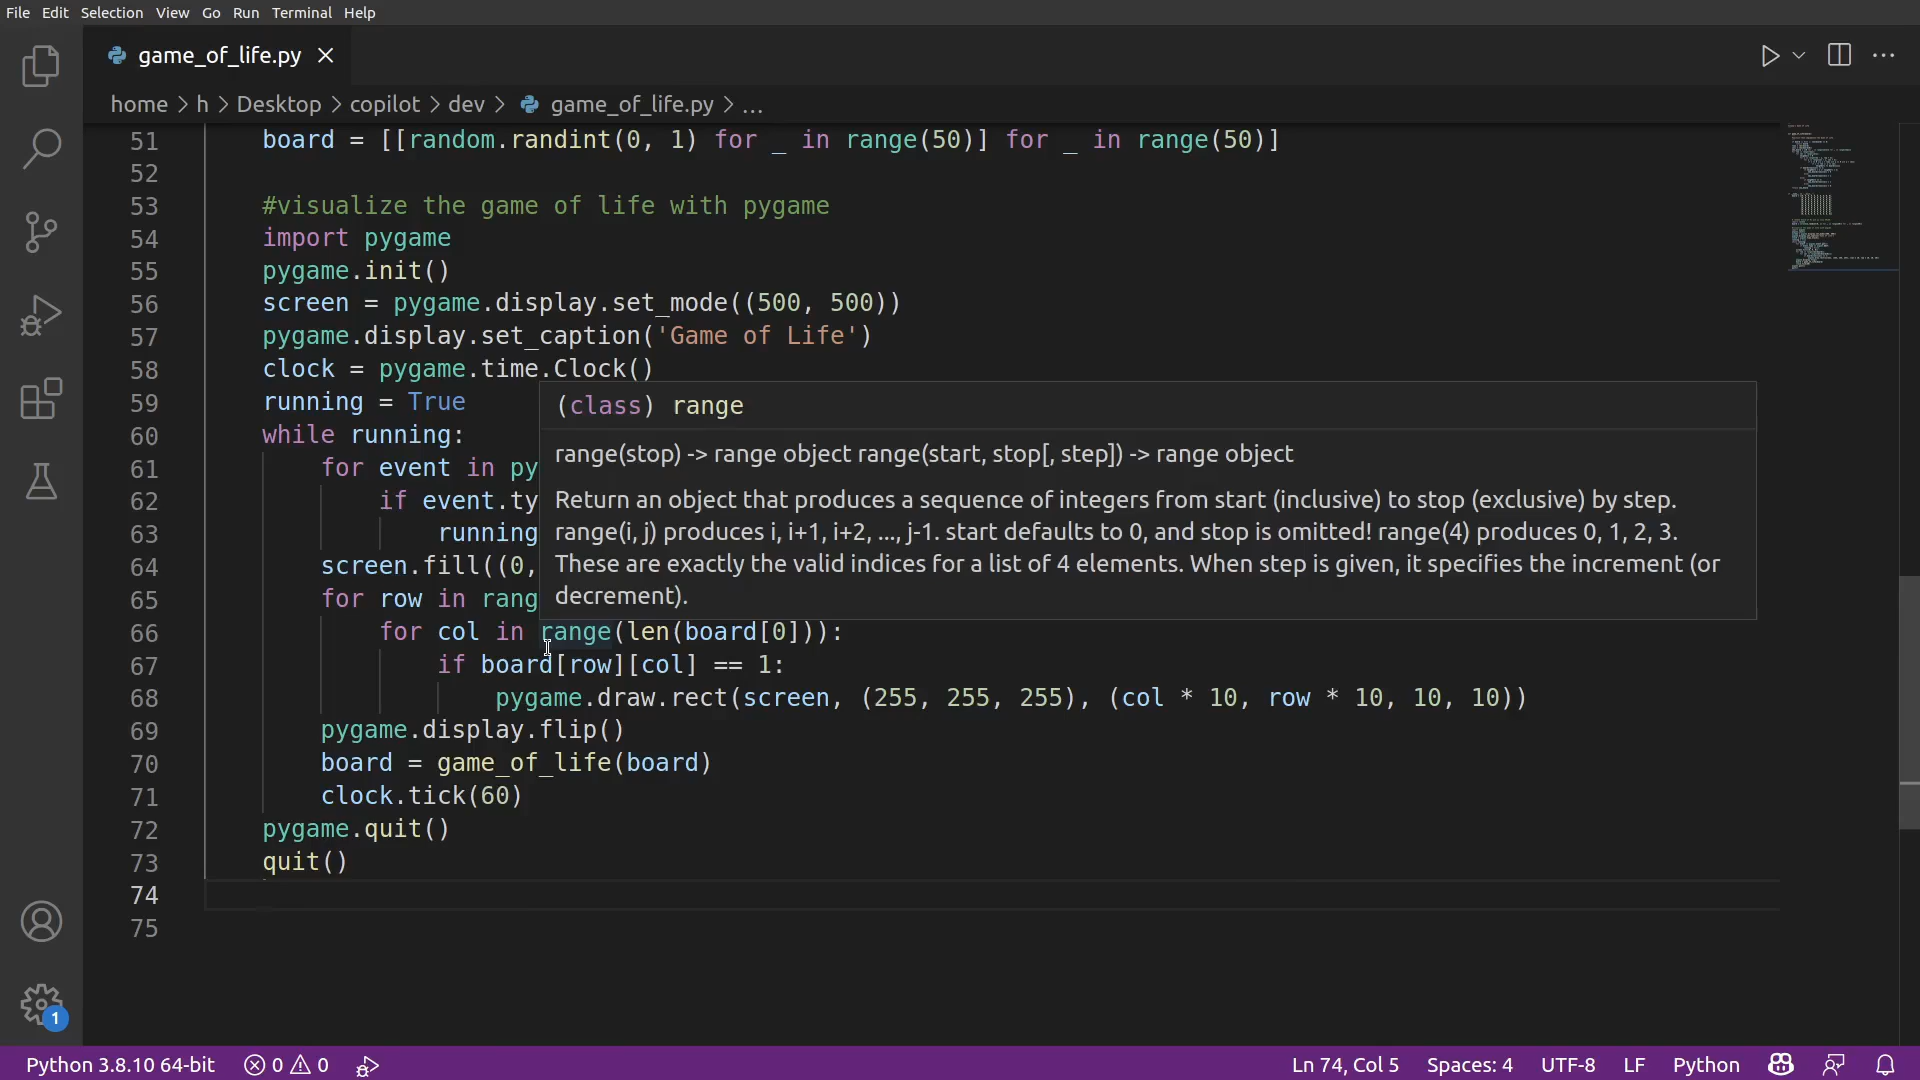 File Edit Selection View Go Run Terminal Help
game_of_life.py
home > h > Desktop > copilot > dev > game_of_life.py > ...
51 board = [[random.randint(0, 1) for _ in range(50)] for _ in range(50)]
52
53 #visualize the game of life with pygame
54 import pygame
55 pygame.init()
56 screen = pygame.display.set_mode((500, 500))
57 pygame.display.set_caption('Game of Life')
58 clock = pygame.time.Clock()
59 running = True
60 while running:
61 for event in py
62 if event.ty
63 running
64 screen.fill((0,
65 for row in rang
(class) range
range(stop) -> range object range(start, stop[, step]) -> range object
Return an object that produces a sequence of integers from start (inclusive) to stop (exclusive) by step.
range(i, j) produces i, i+1, i+2, ..., j-1. start defaults to 0, and stop is omitted! range(4) produces 0, 1, 2, 3.
These are exactly the valid indices for a list of 4 elements. When step is given, it specifies the increment (or
decrement).
66 for col in range(len(board[0])):
67 if board[row][col] == 1:
68 pygame.draw.rect(screen, (255, 255, 255), (col * 10, row * 10, 10, 10))
69 pygame.display.flip()
70 board = game_of_life(board)
71 clock.tick(60)
72 pygame.quit()
73 quit()
74
75
1
Python 3.8.10 64-bit 0 0 Ln 74, Col 5 Spaces: 4 UTF-8 LF Python